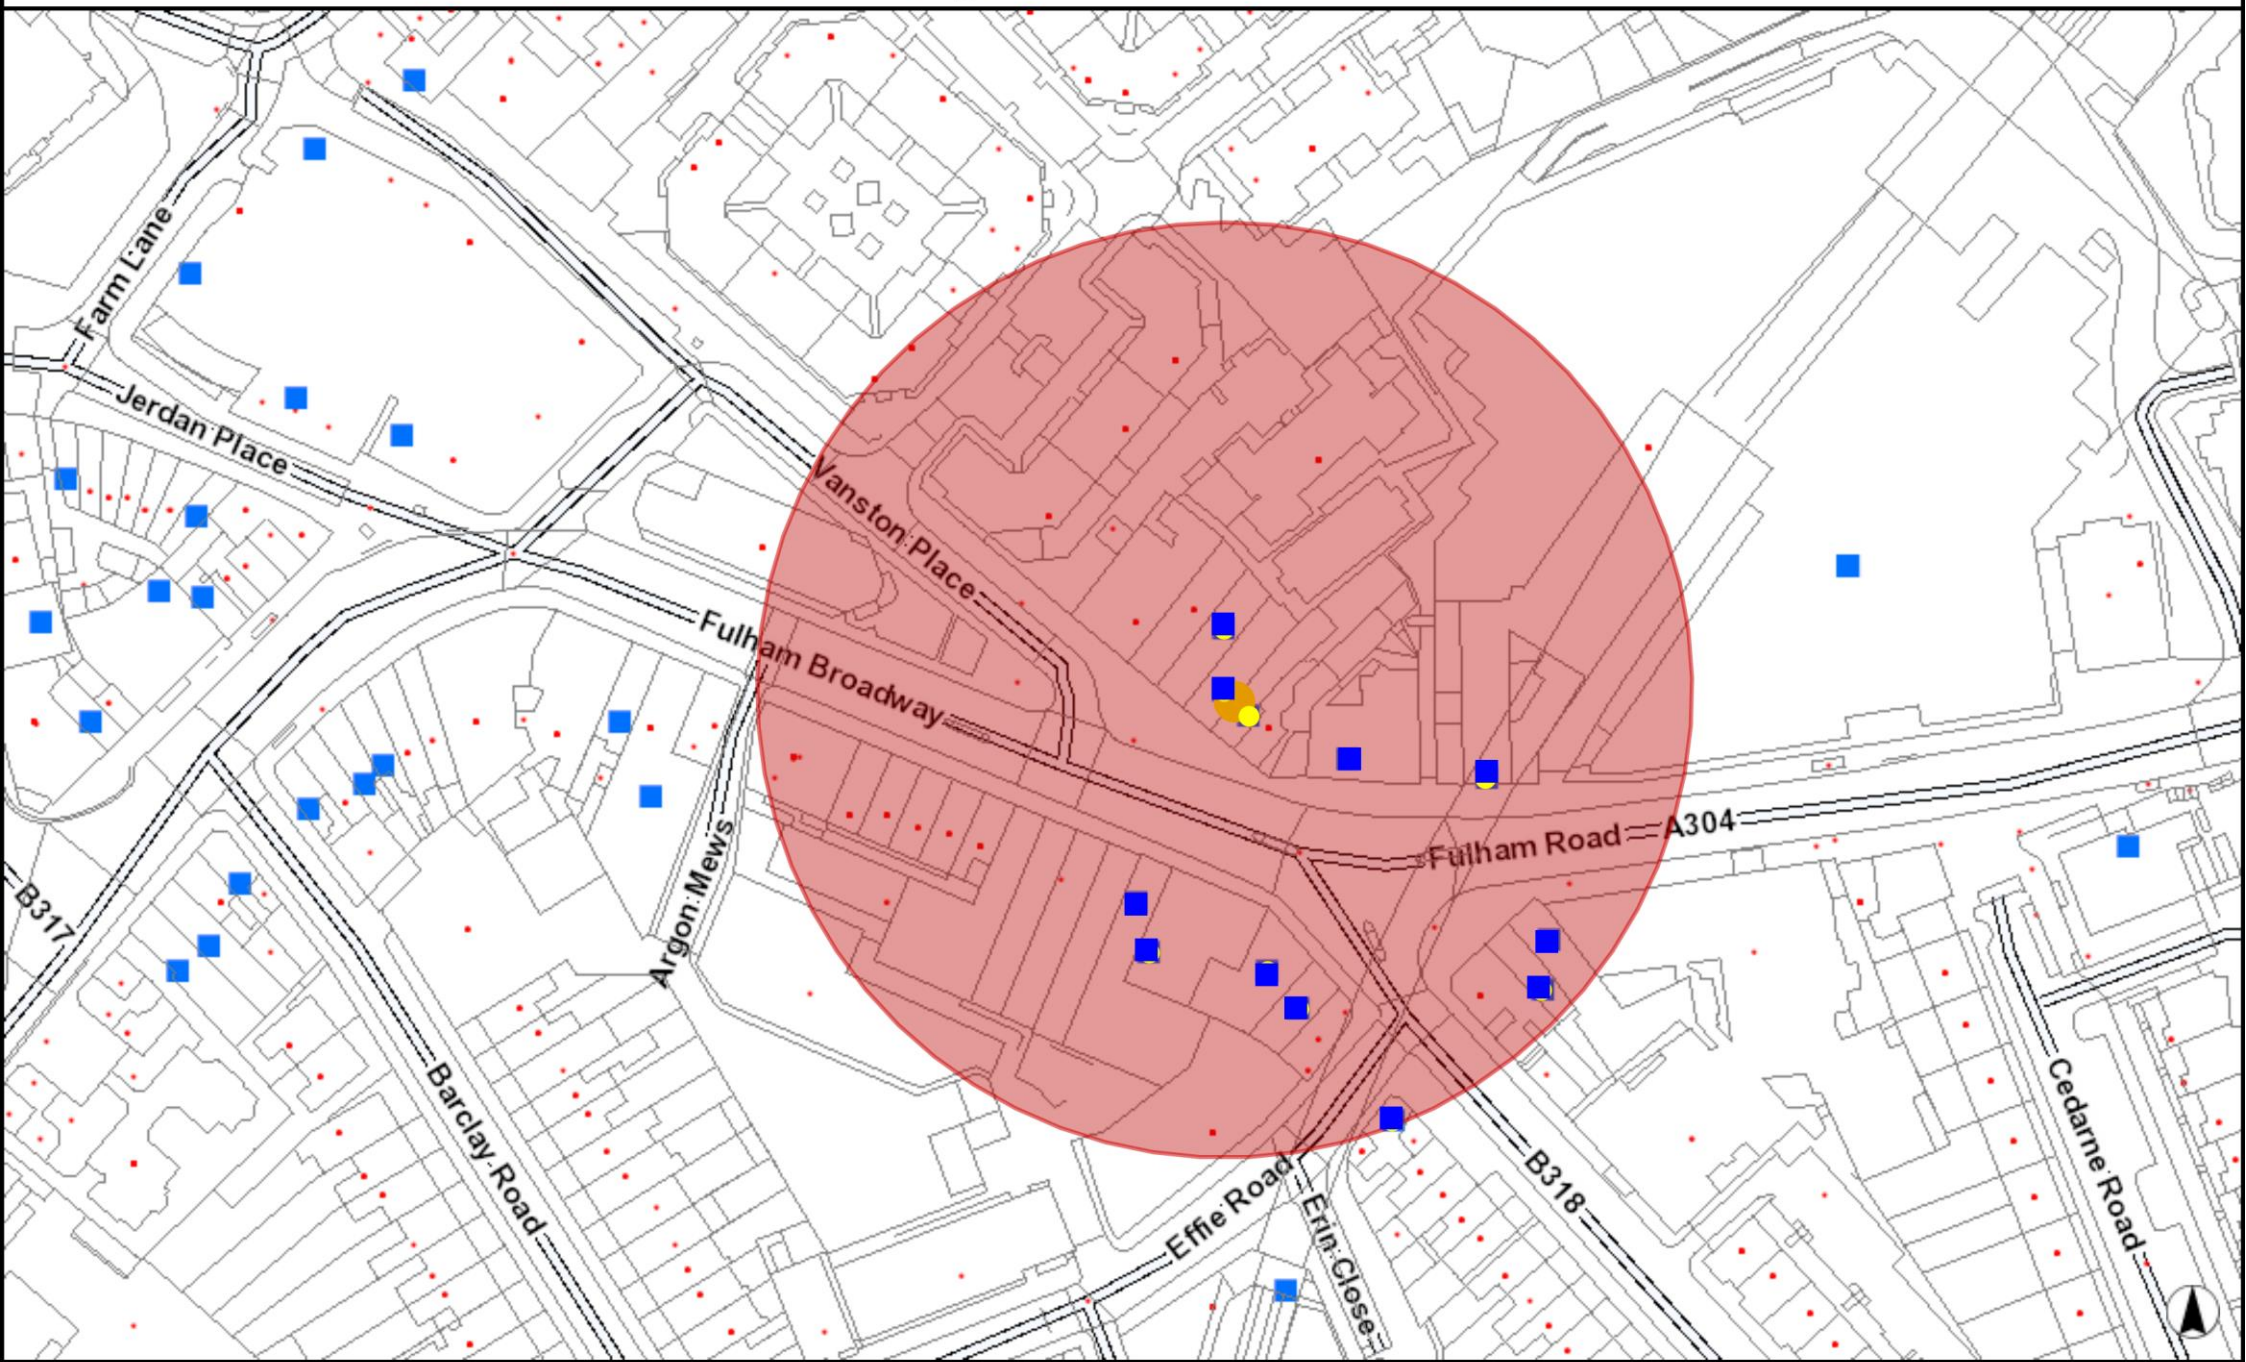 Farm Lane
Jerdan Place
Vanston Place
Fulham Broadway
Fulham Road
A304
B317
Argon Mews
Barclay Road
Effie Road
Erin Close
B318
Cedarne Road